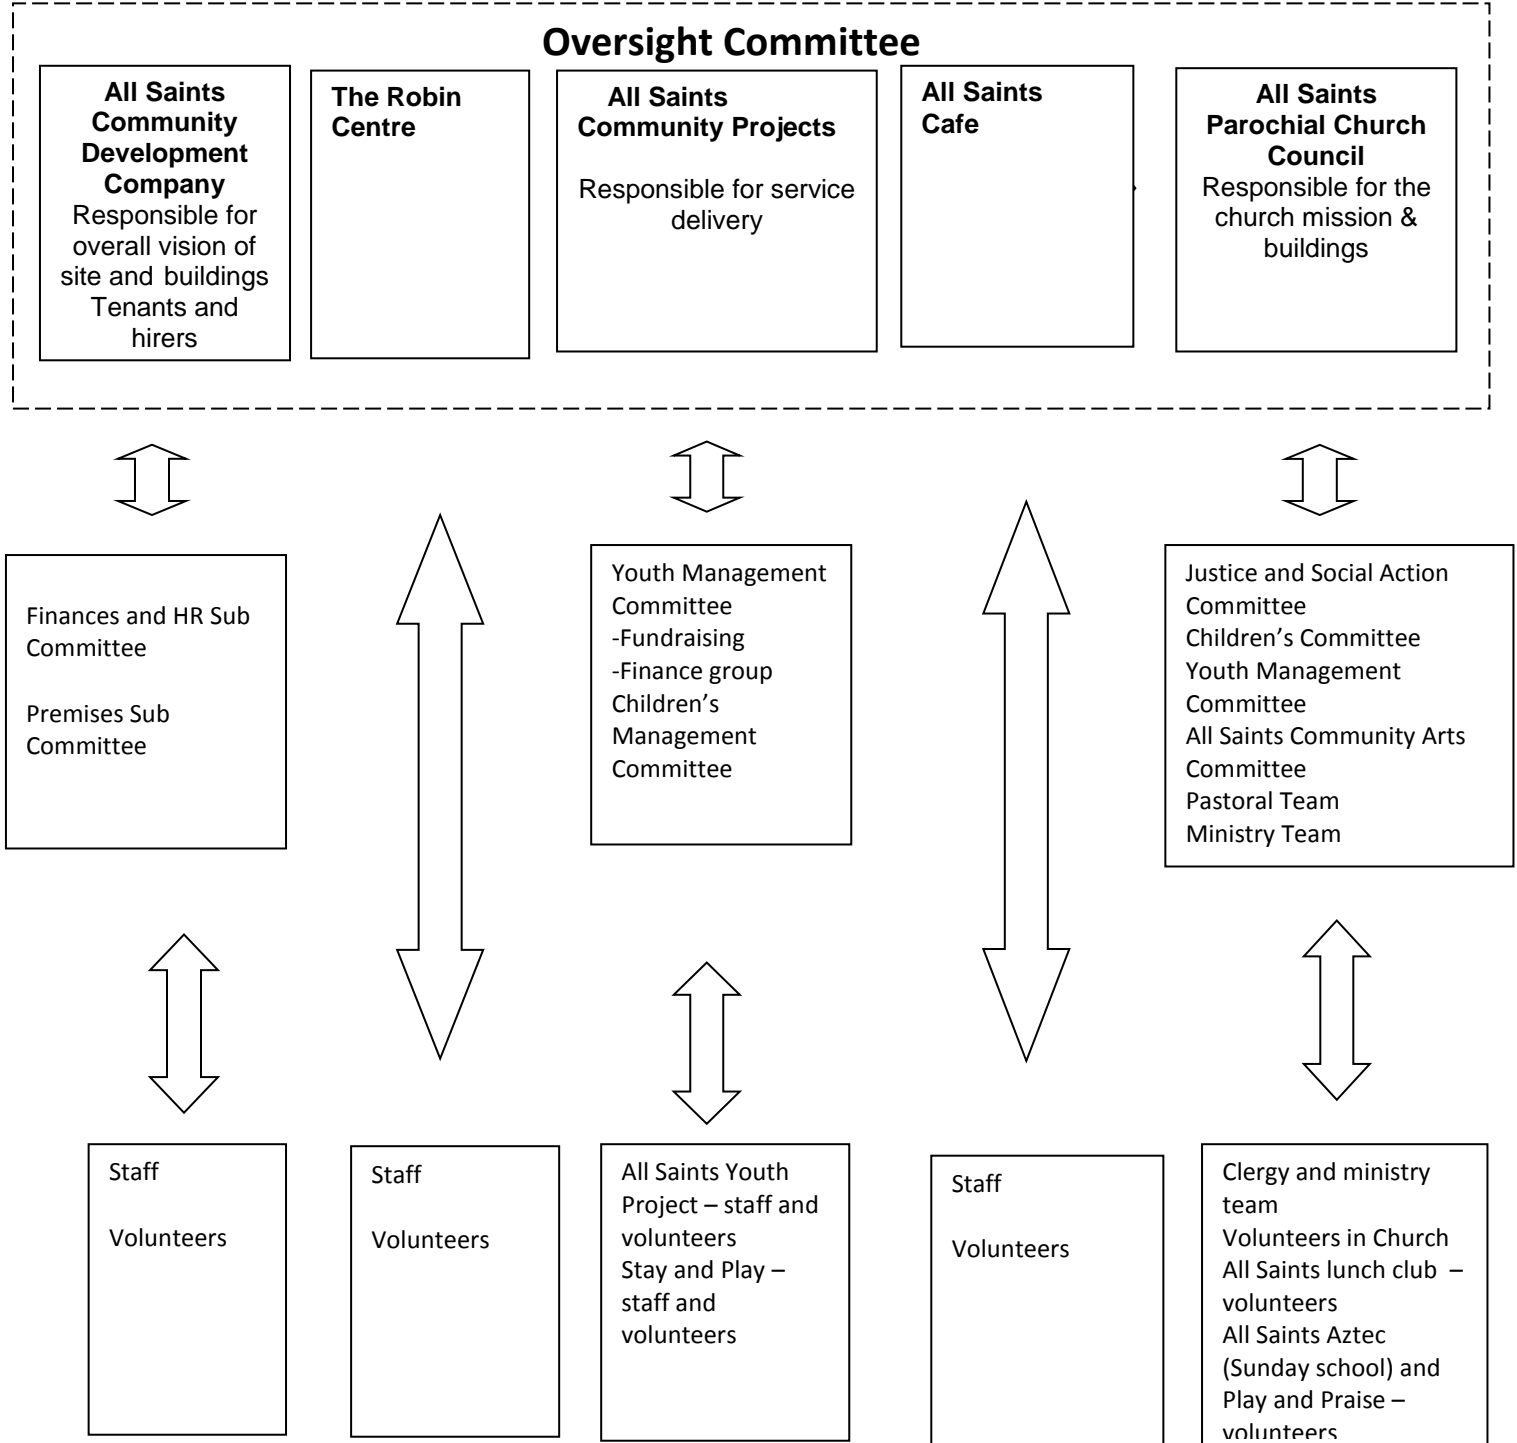 Oversight Committee
All Saints
Community
Development
Company
Responsible for
overall vision of
site and buildings
Tenants and
hirers
The Robin
Centre
All Saints
Community Projects
Responsible for service
delivery
All Saints
Cafe
All Saints
Parochial Church
Council
Responsible for the
church mission &
buildings
Finances and HR Sub
Committee
Premises Sub
Committee
Youth Management
Committee
-Fundraising
-Finance group
Children’s
Management
Committee
Justice and Social Action
Committee
Children’s Committee
Youth Management
Committee
All Saints Community Arts
Committee
Pastoral Team
Ministry Team
Staff
Volunteers
Staff
Volunteers
All Saints Youth
Project – staff and
volunteers
Stay and Play –
staff and
volunteers
Staff
Volunteers
Clergy and ministry
team
Volunteers in Church
All Saints lunch club –
volunteers
All Saints Aztec
(Sunday school) and
Play and Praise –
volunteers